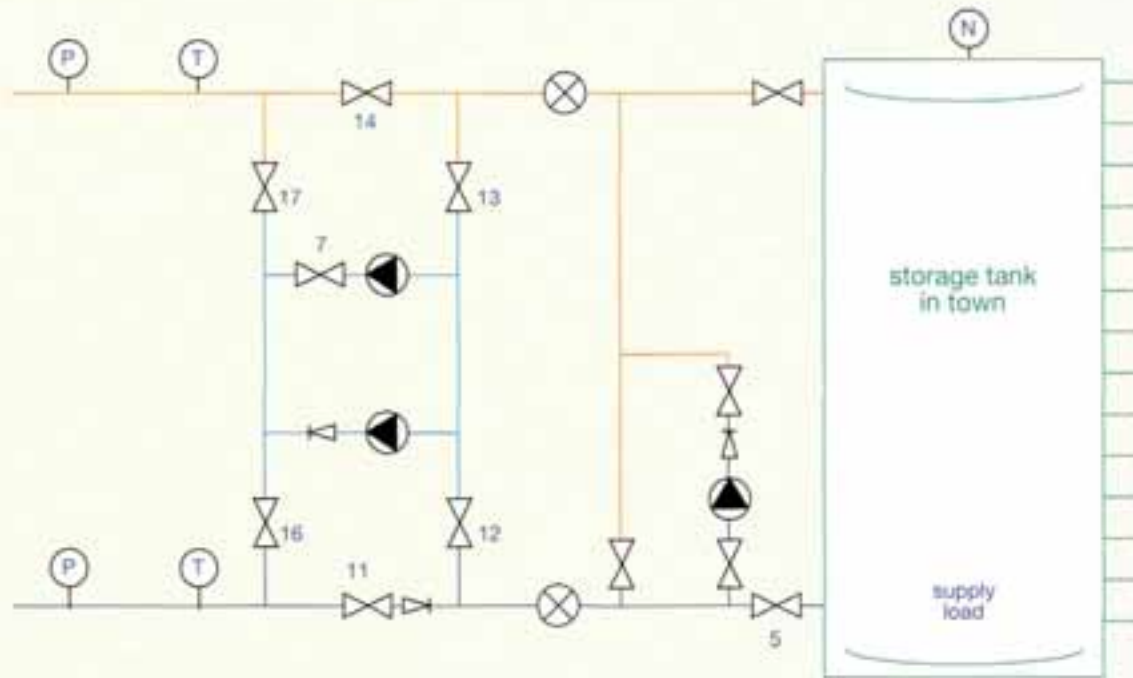 N
P
T
14
17
13
7
storage tank
in town
16
12
P
T
11
supply
load
5